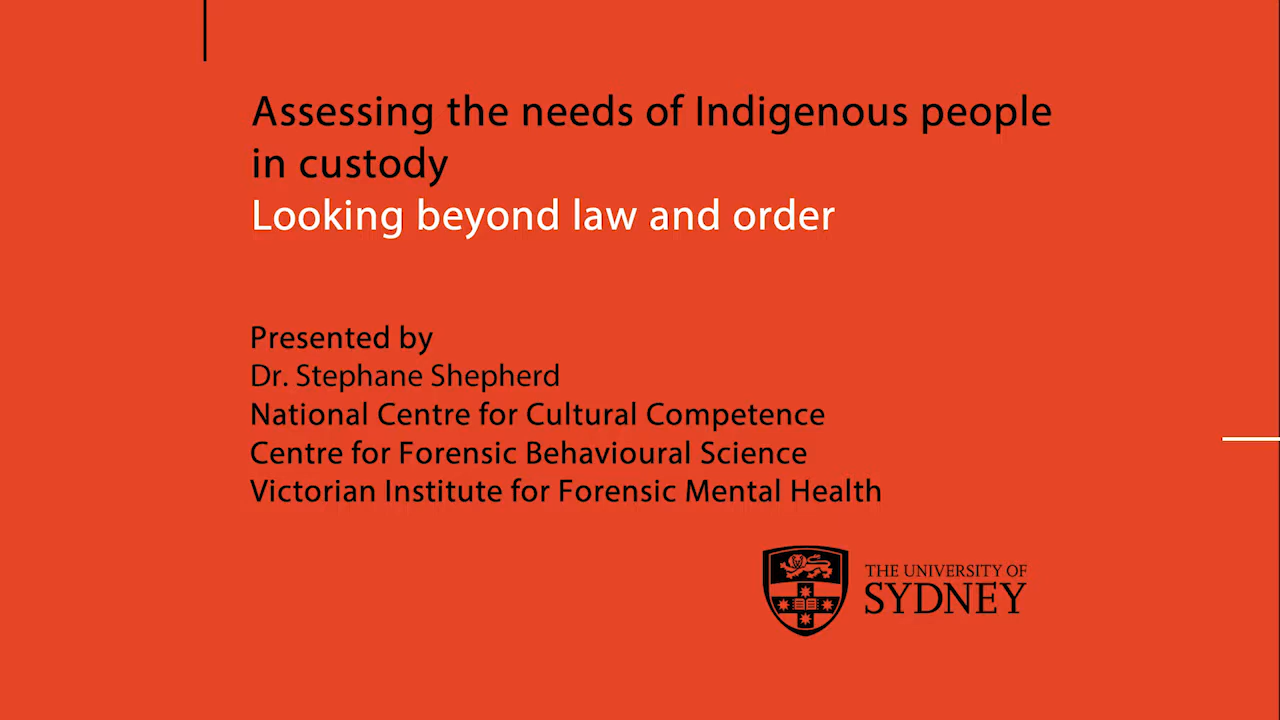 Assessing the needs of Indigenous people
in custody
Looking beyond law and order
Presented by
Dr. Stephane Shepherd
National Centre for Cultural Competence
Centre for Forensic Behavioural Science
Victorian Institute for Forensic Mental Health
THE UNIVERSITY OF
SYDNEY